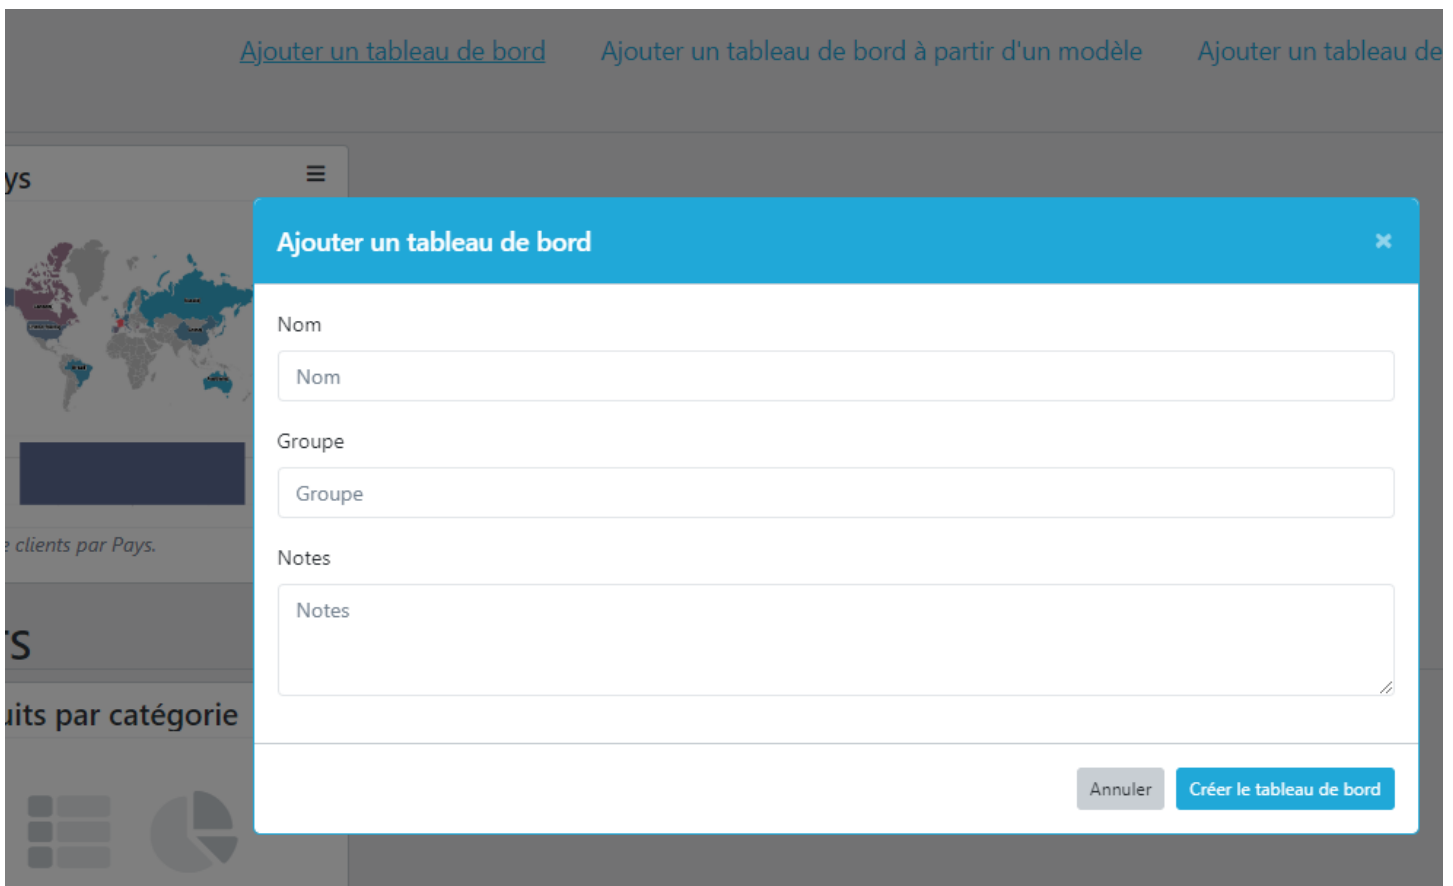 Ajouter un tableau de bord Ajouter un tableau de bord à partir d'un modèle Ajouter un tableau de
ys
Ajouter un tableau de bord
Nom
Nom
Groupe
Groupe
clients par Pays.
Notes
Notes
uits par catégorie
Annuler Créer le tableau de bord